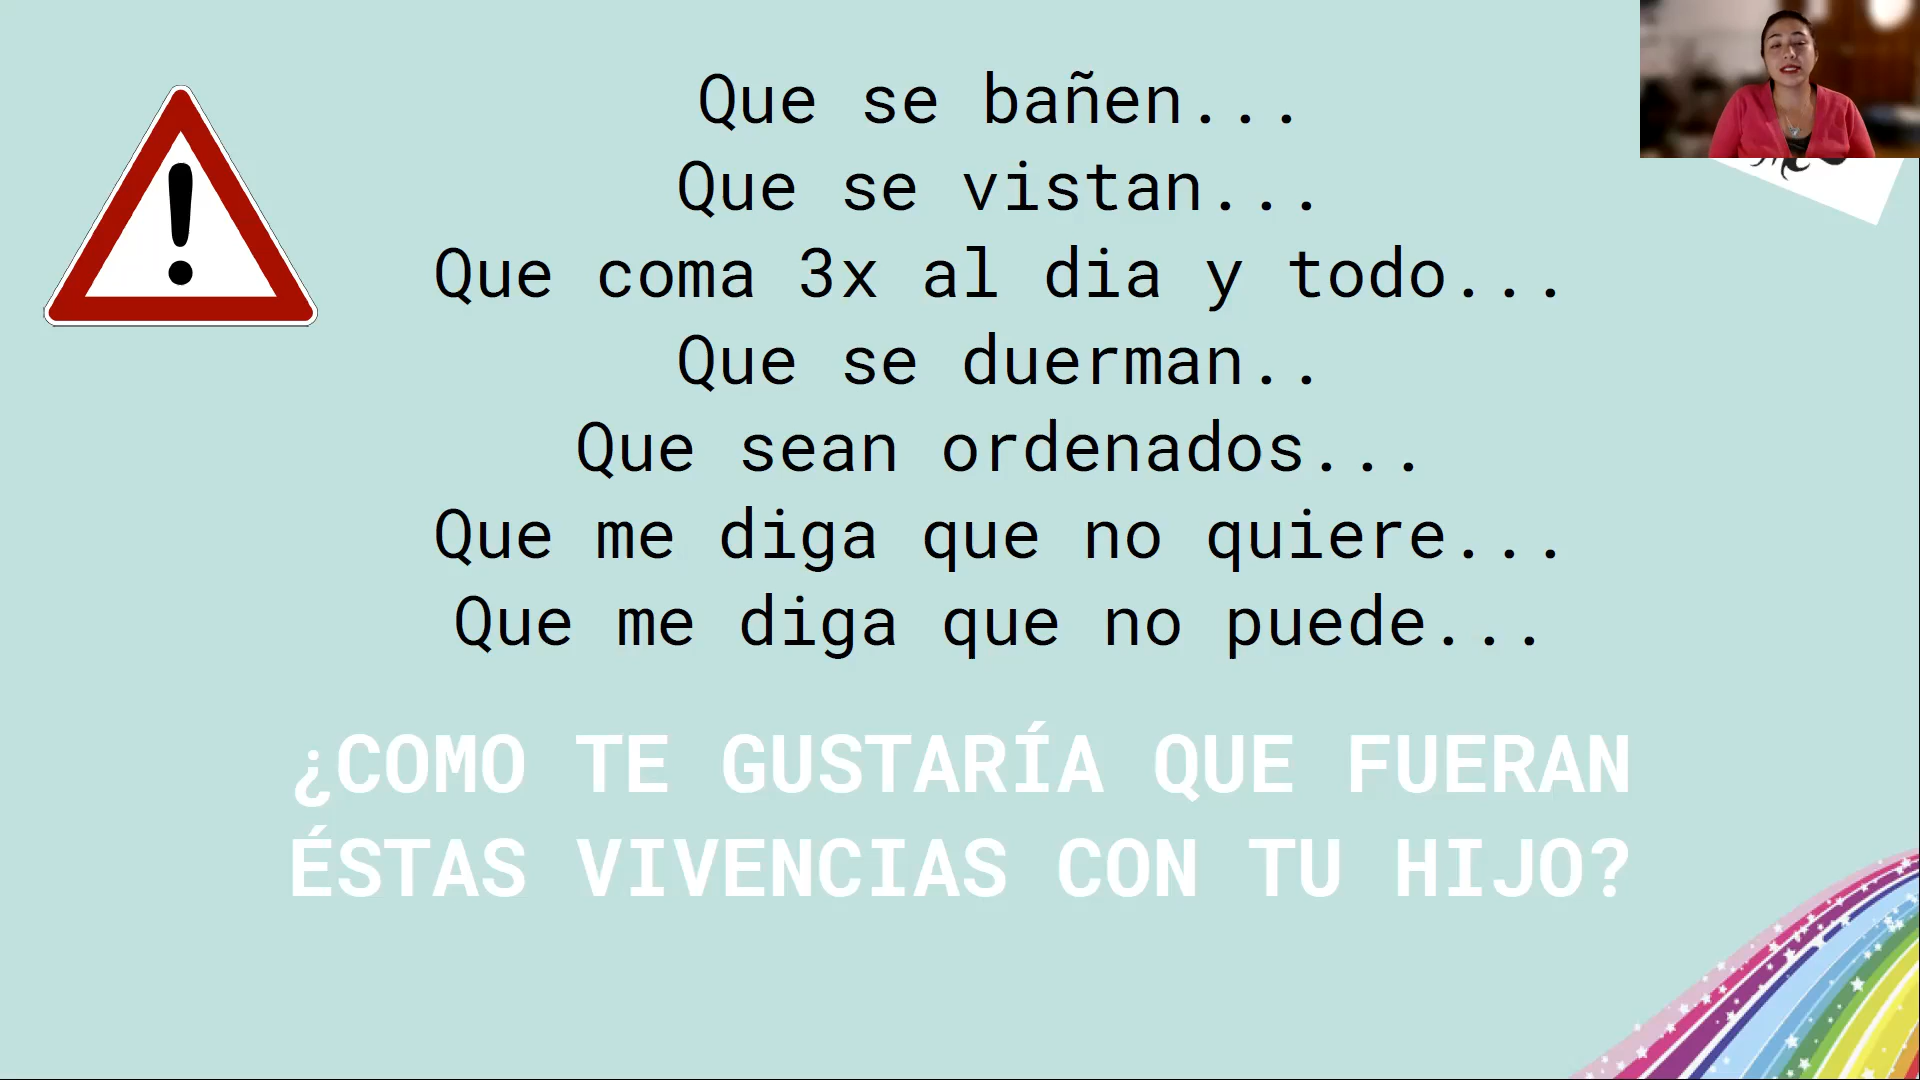 Que se bañen...
Que se vistan...
Que coma 3x al dia y todo...
Que se duerman..
Que sean ordenados...
Que me diga que no quiere...
Que me diga que no puede...
¿COMO TE GUSTARÍA QUE FUERAN
ÉSTAS VIVENCIAS CON TU HIJO?